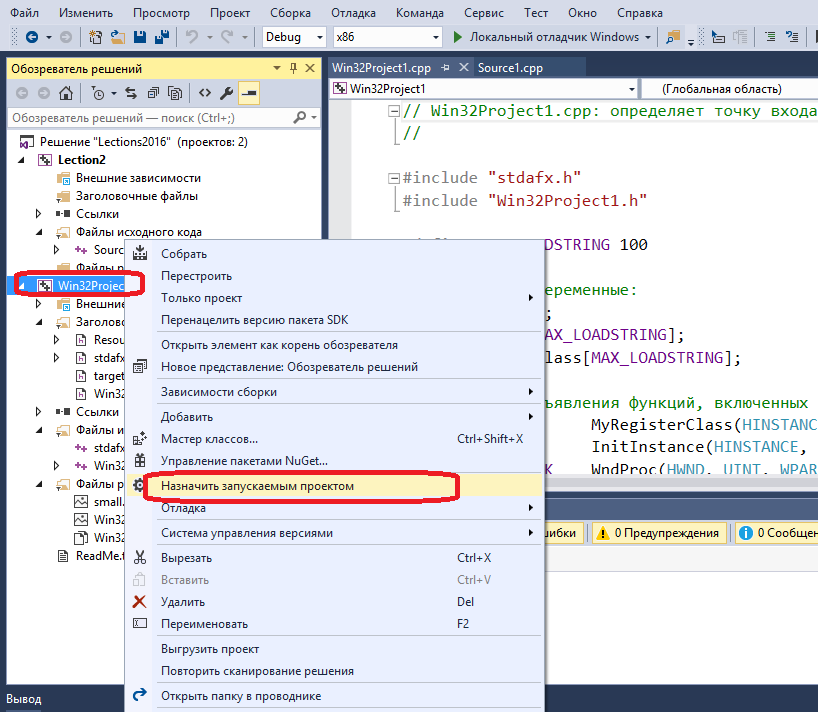 Файл Изменить Просмотр Проект Сборка Отладка Команда Сервис Тест Окно Справка
Debug x86 Локальный отладчик Windows
Обозреватель решений
Обозреватель решений — поиск (Ctrl+;)
Решение "Lections2016" (проектов: 2)
Lection2
Внешние зависимости
Заголовочные файлы
Ссылки
Файлы исходного кода
Sourc
Файлы р
Win32Projec
Внешние
Заголово
Resou
stdafx
target
Win32
Ссылки
Файлы и
stdafx
Win32
Файлы р
small.
Win32
Win32
ReadMe.t
Собрать
Перестроить
Только проект
Перенацелить версию пакета SDK
Открыть элемент как корень обозревателя
Новое представление: Обозреватель решений
Зависимости сборки
Добавить
Мастер классов... Ctrl+Shift+X
Управление пакетами NuGet...
Назначить запускаемым проектом
Отладка
Система управления версиями
Вырезать Ctrl+X
Вставить Ctrl+V
Удалить Del
Переименовать F2
Выгрузить проект
Повторить сканирование решения
Открыть папку в проводнике
Win32Project1.cpp Source1.cpp
Win32Project1 (Глобальная область)
// Win32Project1.cpp: определяет точку входа
//
#include "stdafx.h"
#include "Win32Project1.h"
DSTRING 100
еременные:
;
AX_LOADSTRING];
lass[MAX_LOADSTRING];
ъявления функций, включенных
MyRegisterClass(HINSTANC
InitInstance(HINSTANCE,
K WndProc(HWND, UINT, WPAR
ибки 0 Предупреждения 0 Сообщен
Вывод